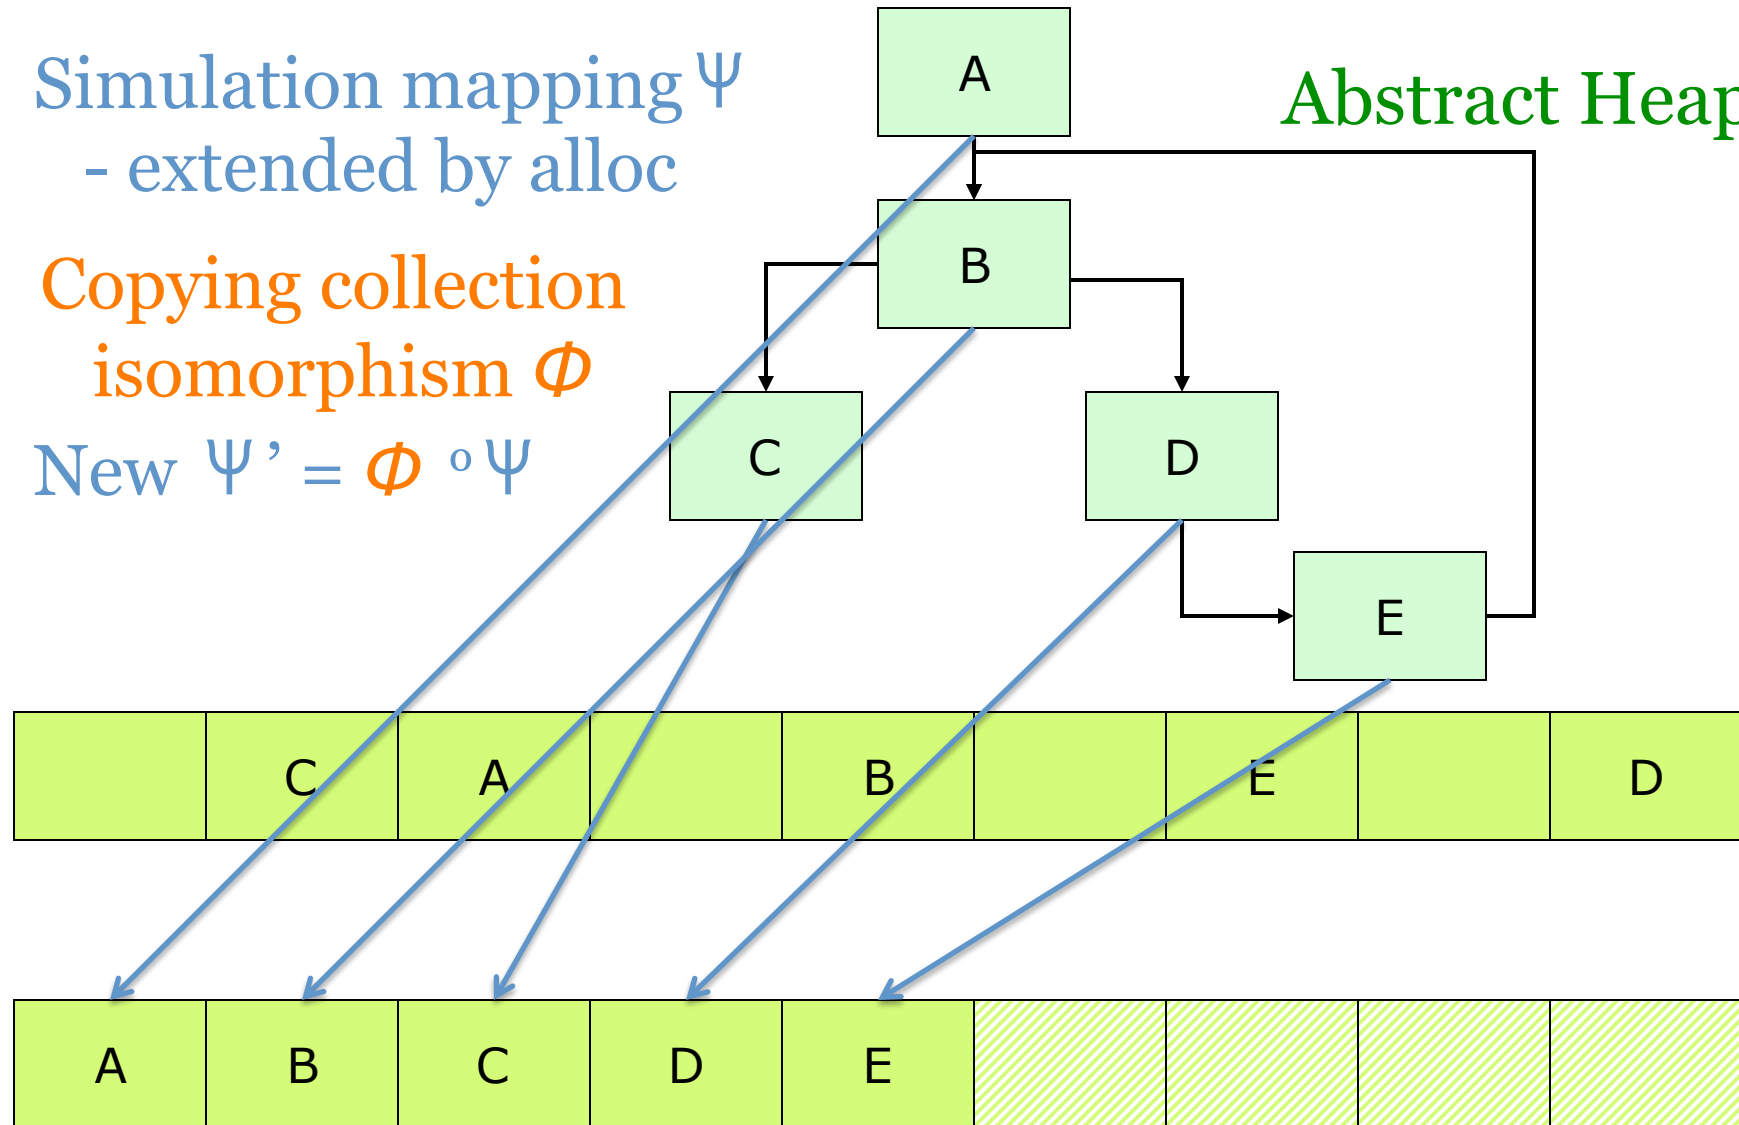 Simulation mapping Ψ
- extended by alloc
Abstract Heap
Copying collection
isomorphism Φ
New Ψ’ = Φ º Ψ
A
B
C
D
E
C A B E D
A B C D E